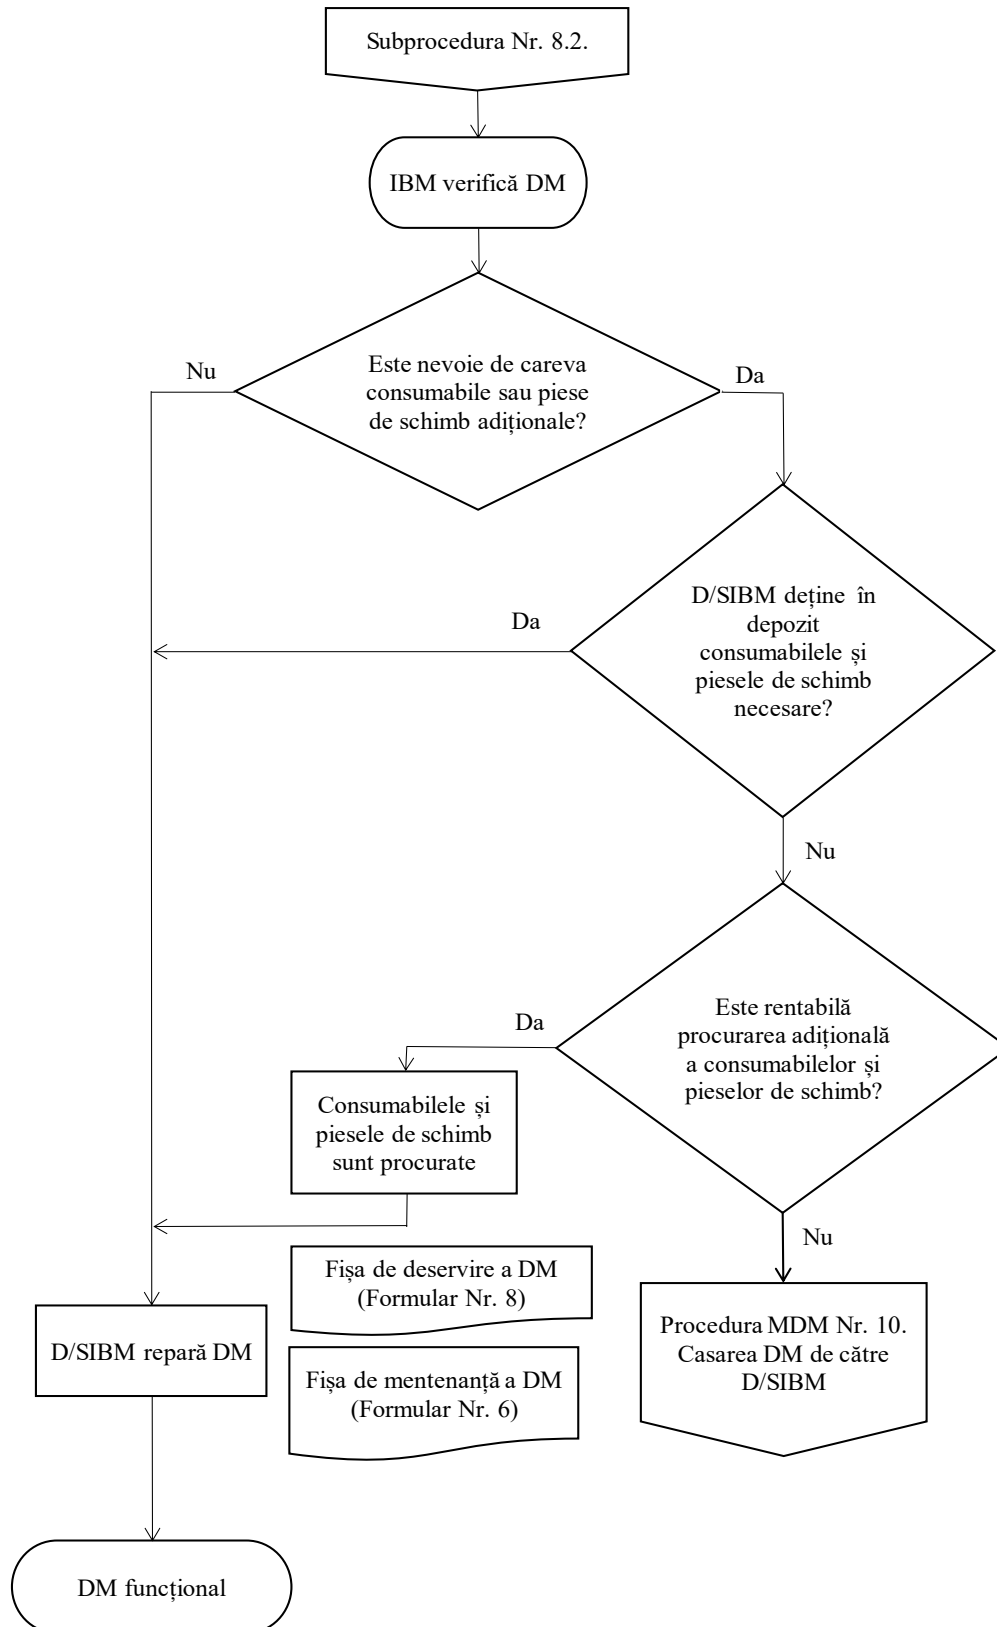 Subprocedura Nr. 8.2.
IBM verifică DM
Este nevoie de careva
consumabile sau piese
de schimb adiționale?
Nu
Da
D/SIBM deține în
depozit
consumabilele și
piesele de schimb
necesare?
Da
Nu
Este rentabilă
procurarea adițională
a consumabilelor și
pieselor de schimb?
Da
Consumabilele și
piesele de schimb
sunt procurate
Nu
Fișa de deservire a DM
(Formular Nr. 8)
Procedura MDM Nr. 10.
Casarea DM de către
D/SIBM
D/SIBM repară DM
Fișa de mentenanță a DM
(Formular Nr. 6)
DM funcțional